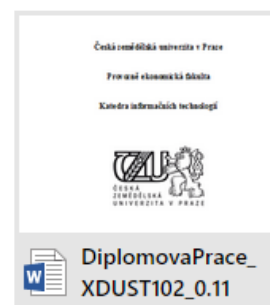 Česká zemědělská univerzita v Praze
Provozně ekonomická fakulta
Katedra informačních technologií
ČESKÁ
ZEMĚDĚLSKÁ
UNIVERZITA V PRAZE
W
DiplomovaPrace_
XDUST102_0.11